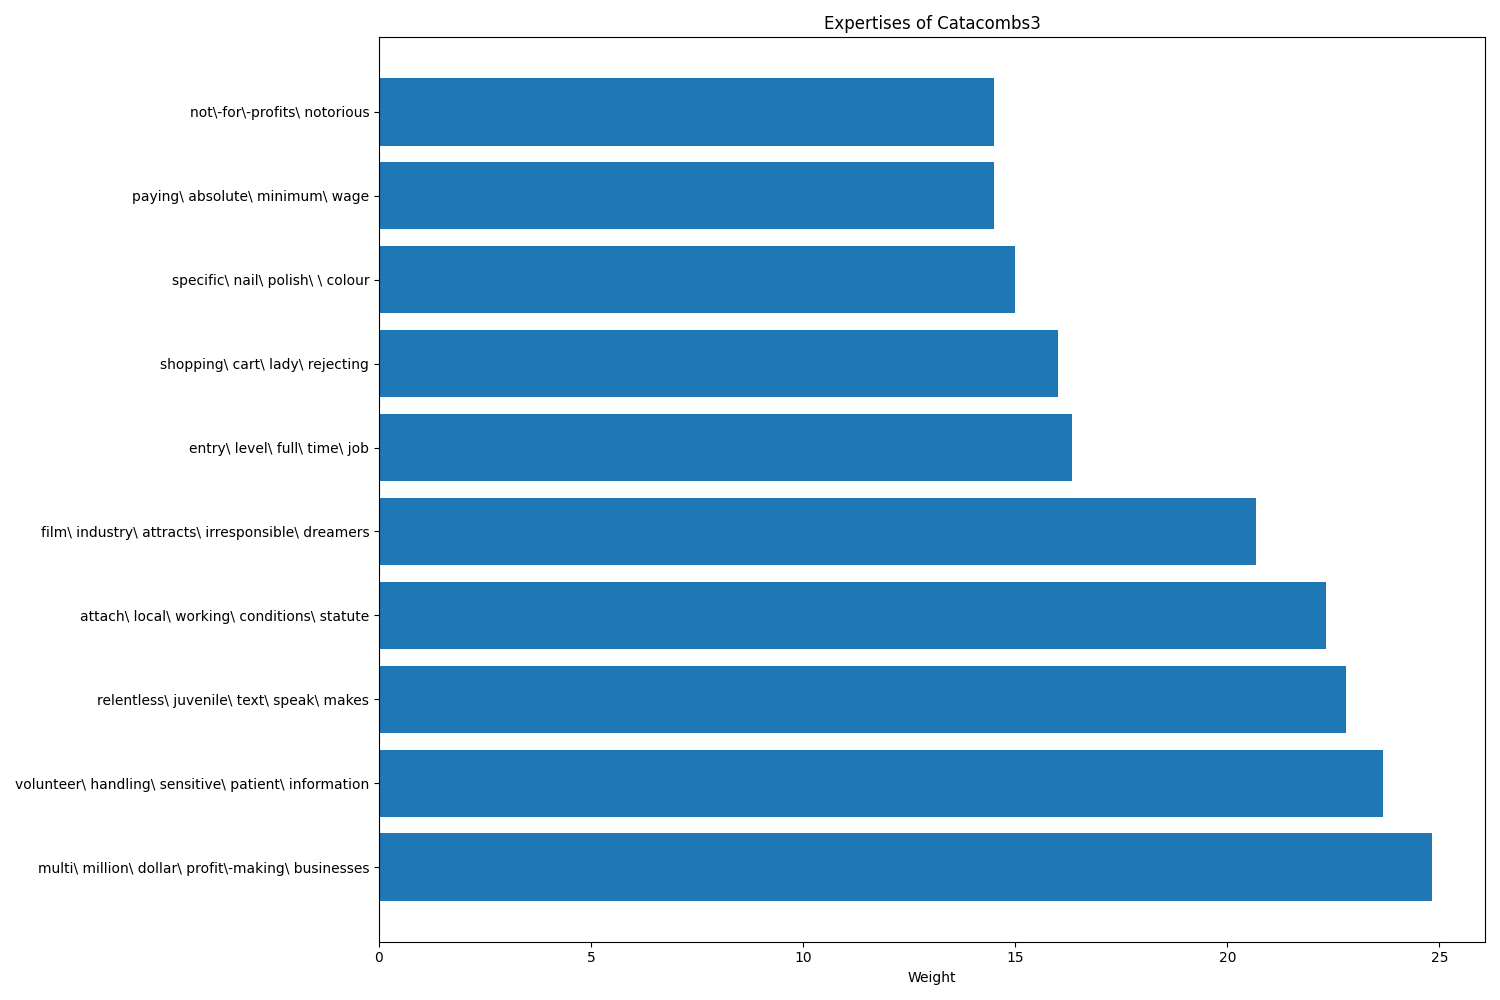 Expertises of Catacombs3
not\-for\-profits\ notorious
paying\ absolute\ minimum\ wage
specific\ nail\ polish\ \ colour
shopping\ cart\ lady\ rejecting
entry\ level\ full\ time\ job
film\ industry\ attracts\ irresponsible\ dreamers
attach\ local\ working\ conditions\ statute
relentless\ juvenile\ text\ speak\ makes
volunteer\ handling\ sensitive\ patient\ information
multi\ million\ dollar\ profit\-making\ businesses
0 5 10 15 20 25
Weight